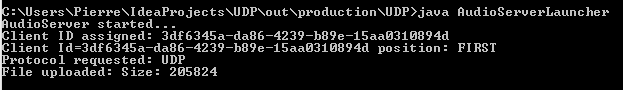 C:\Users\Pierre\IdeaProjects\UDP\out\production\UDP>java AudioServerLauncher
AudioServer started...
Client ID assigned: 3df6345a-da86-4239-b89e-15aa0310894d
Client Id=3df6345a-da86-4239-b89e-15aa0310894d position: FIRST
Protocol requested: UDP
File uploaded: Size: 205824